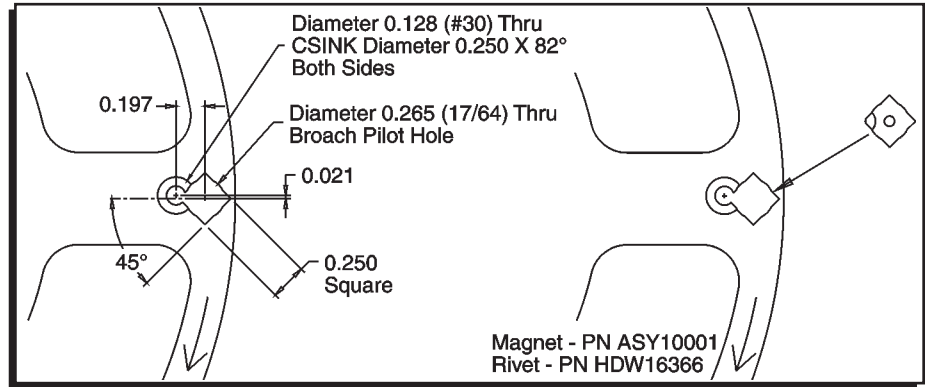 Diameter 0.128 (#30) Thru
CSINK Diameter 0.250 X 82°
Both Sides
0.197
Diameter 0.265 (17/64) Thru
Broach Pilot Hole
0.021
45°
0.250
Square
Magnet - PN ASY10001
Rivet - PN HDW16366